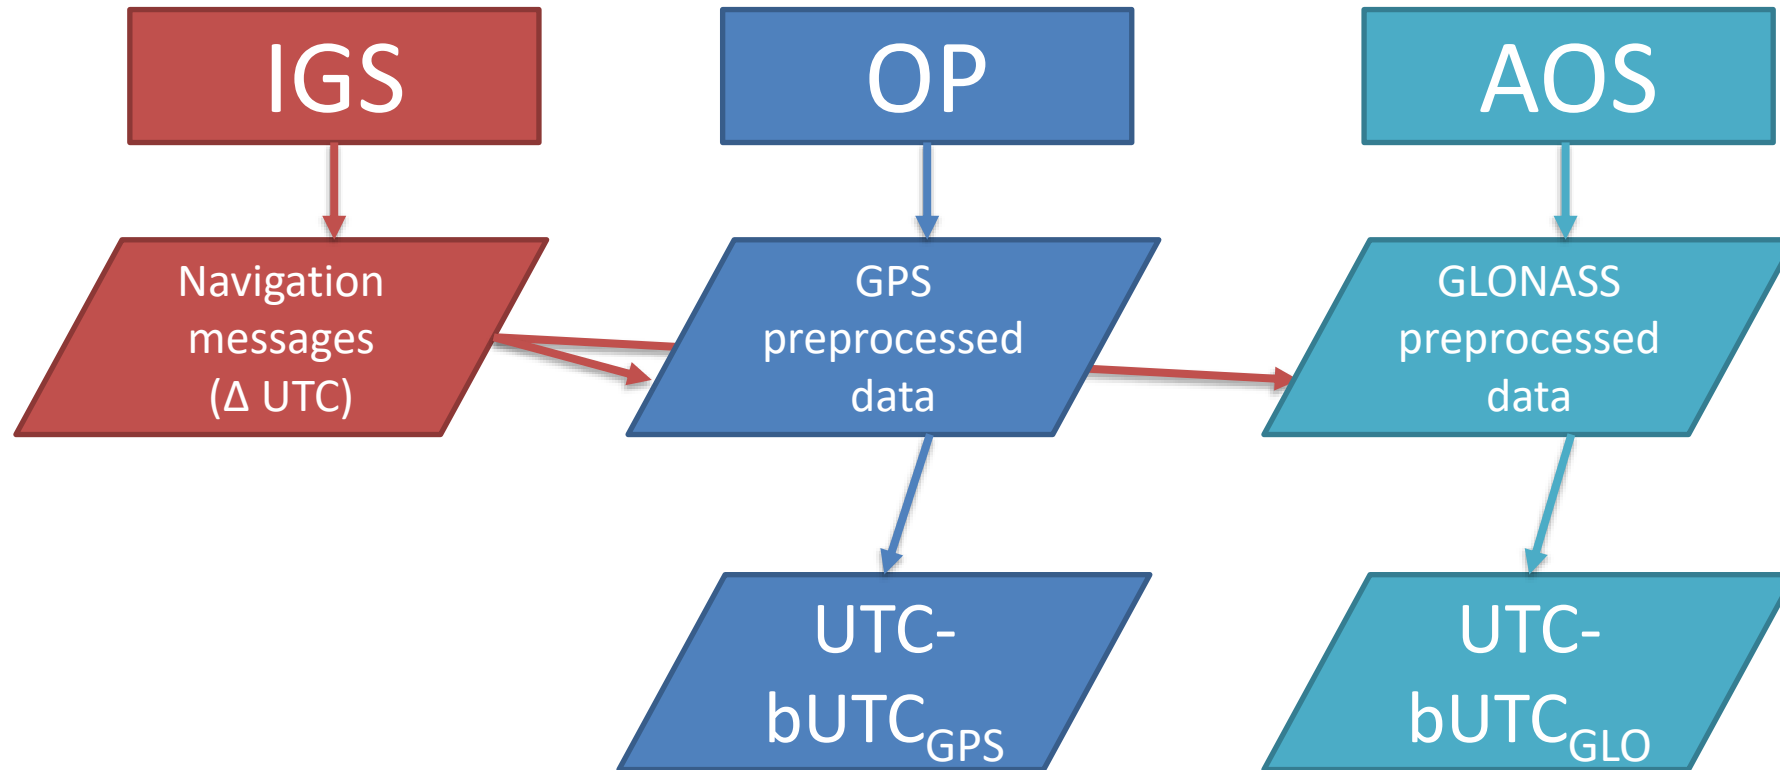 IGS
OP
AOS
Navigation
messages
(Δ UTC)
GPS
preprocessed
data
GLONASS
preprocessed
data
UTC-
bUTCGPS
UTC-
bUTCGLO